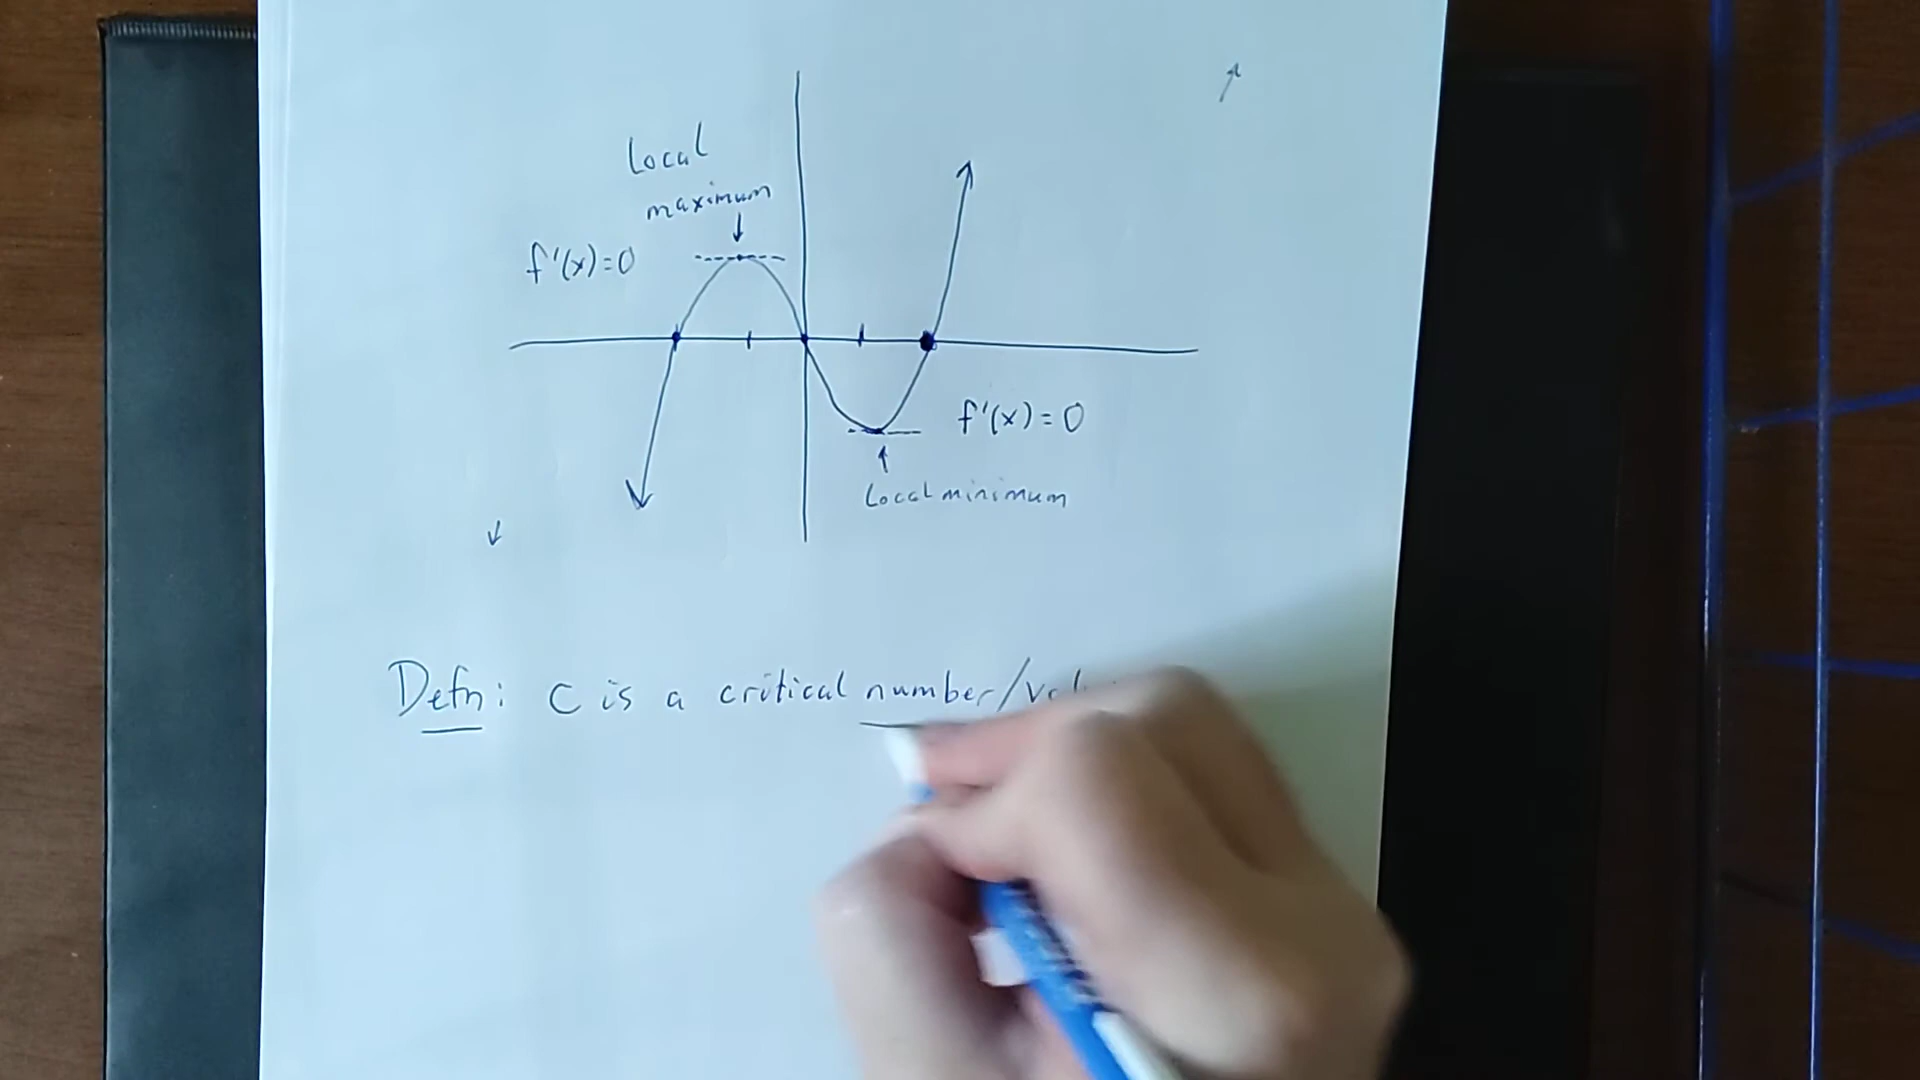 Local
maximum
f'(x)=0
f'(x)=0
Local minimum
Defn: C is a critical number/